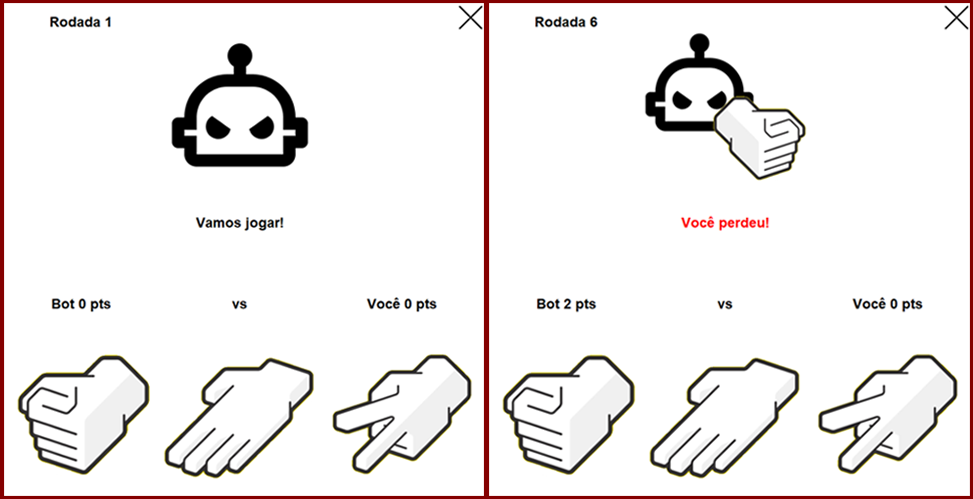 Rodada 1
Vamos jogar!
Bot 0 pts
vs
Você 0 pts
Rodada 6
Você perdeu!
Bot 2 pts
vs
Você 0 pts